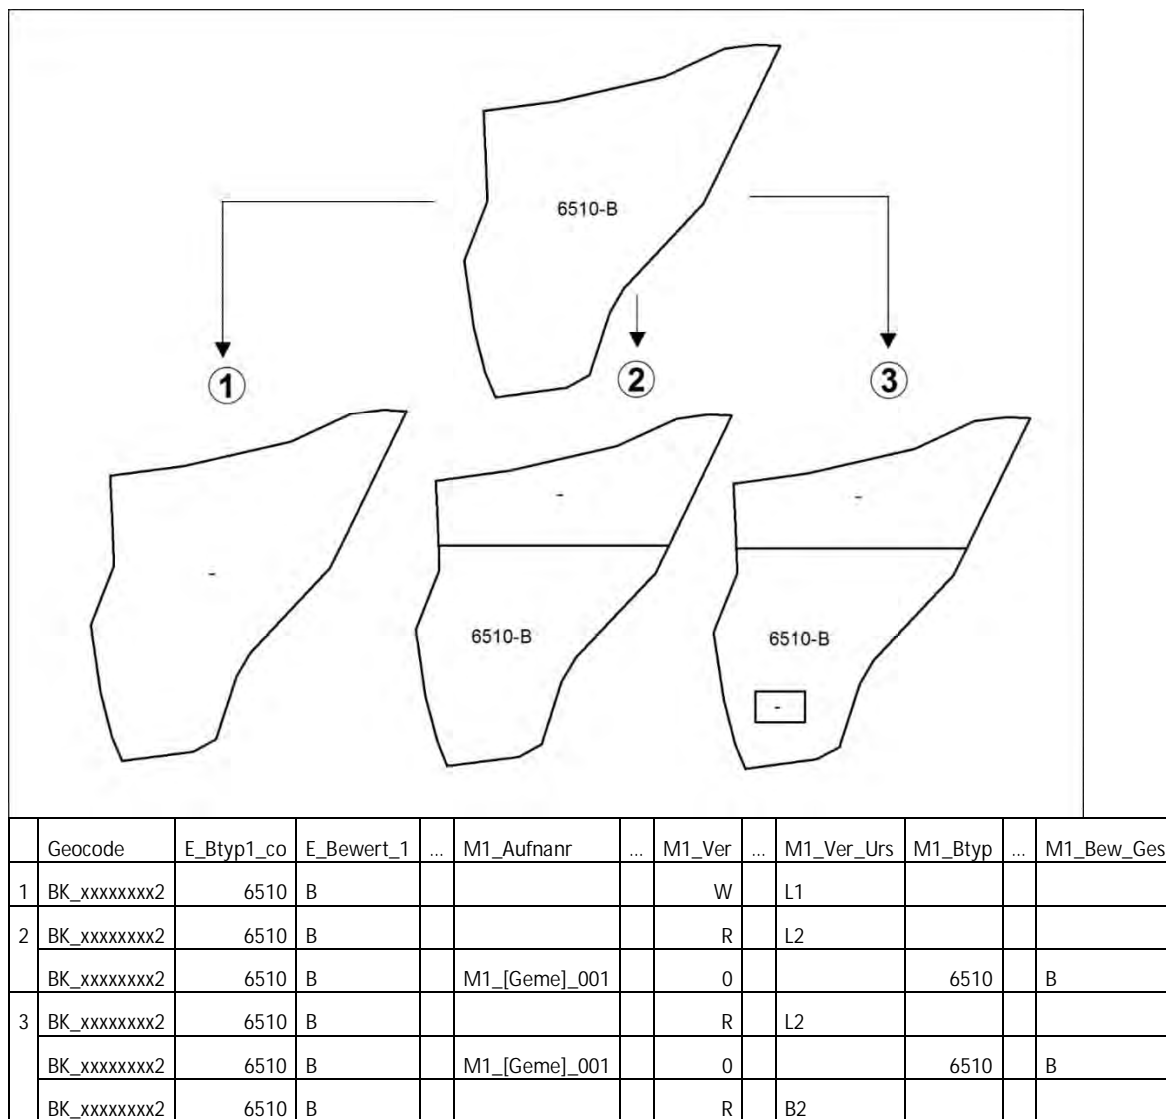 6510-B
1 2 3
- - -
6510-B 6510-B
-
Geocode E_Btyp1_co E_Bewert_1 ... M1_Aufnanr ... M1_Ver ... M1_Ver_Urs M1_Btyp ... M1_Bew_Ges
1 BK_xxxxxxxx2 6510 B W L1
2 BK_xxxxxxxx2 6510 B R L2
BK_xxxxxxxx2 6510 B M1_[Geme]_001 0 6510 B
3 BK_xxxxxxxx2 6510 B R L2
BK_xxxxxxxx2 6510 B M1_[Geme]_001 0 6510 B
BK_xxxxxxxx2 6510 B R B2